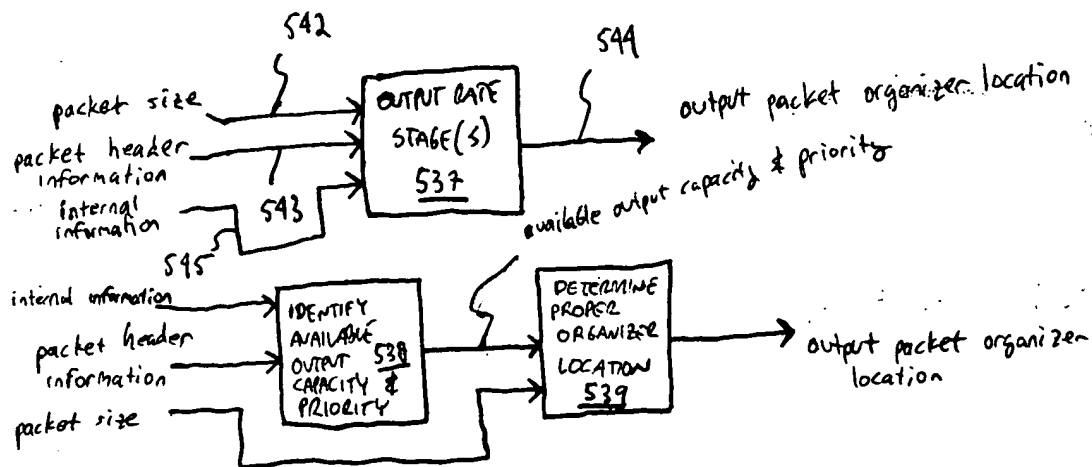 542
544
packet size
OUTPUT RATE
STAGE(S)
537
output packet organizer location
packet header
information
543
internal
information
545
available output capacity & priority
internal information
packet header
information
packet size
IDENTIFY
AVAILABLE
OUTPUT 538
CAPACITY &
PRIORITY
DETERMINE
PROPER
ORGANIZER
LOCATION
539
output packet organizer
location